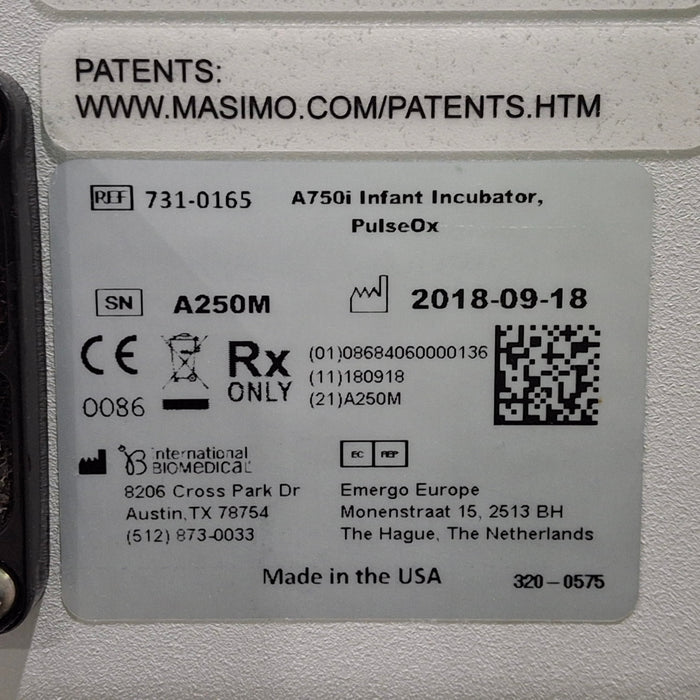 PATENTS:
WWW.MASIMO.COM/PATENTS.HTM
REF 731-0165 A750i Infant Incubator,
PulseOx
SN A250M 2018-09-18
CE 0086
Rx ONLY
(01)08684060000136
(11)180918
(21)A250M
International
BIOMedical
8206 Cross Park Dr
Austin,TX 78754
(512) 873-0033
EC REP
Emergo Europe
Monenstraat 15, 2513 BH
The Hague, The Netherlands
Made in the USA
320-0575